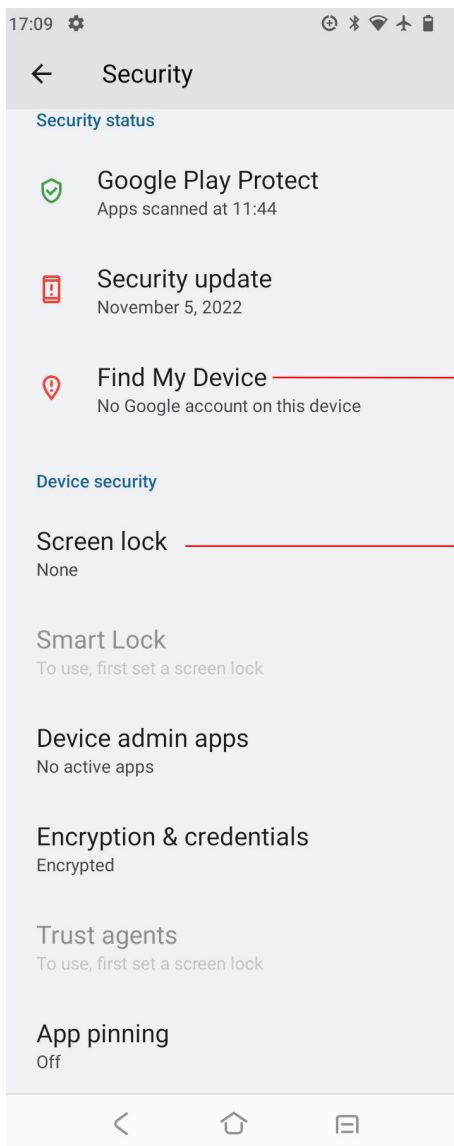 17:09
Security
Security status
Google Play Protect
Apps scanned at 11:44
Security update
November 5, 2022
Find My Device
No Google account on this device
Device security
Screen lock
None
Smart Lock
To use, first set a screen lock
Device admin apps
No active apps
Encryption & credentials
Encrypted
Trust agents
To use, first set a screen lock
App pinning
Off